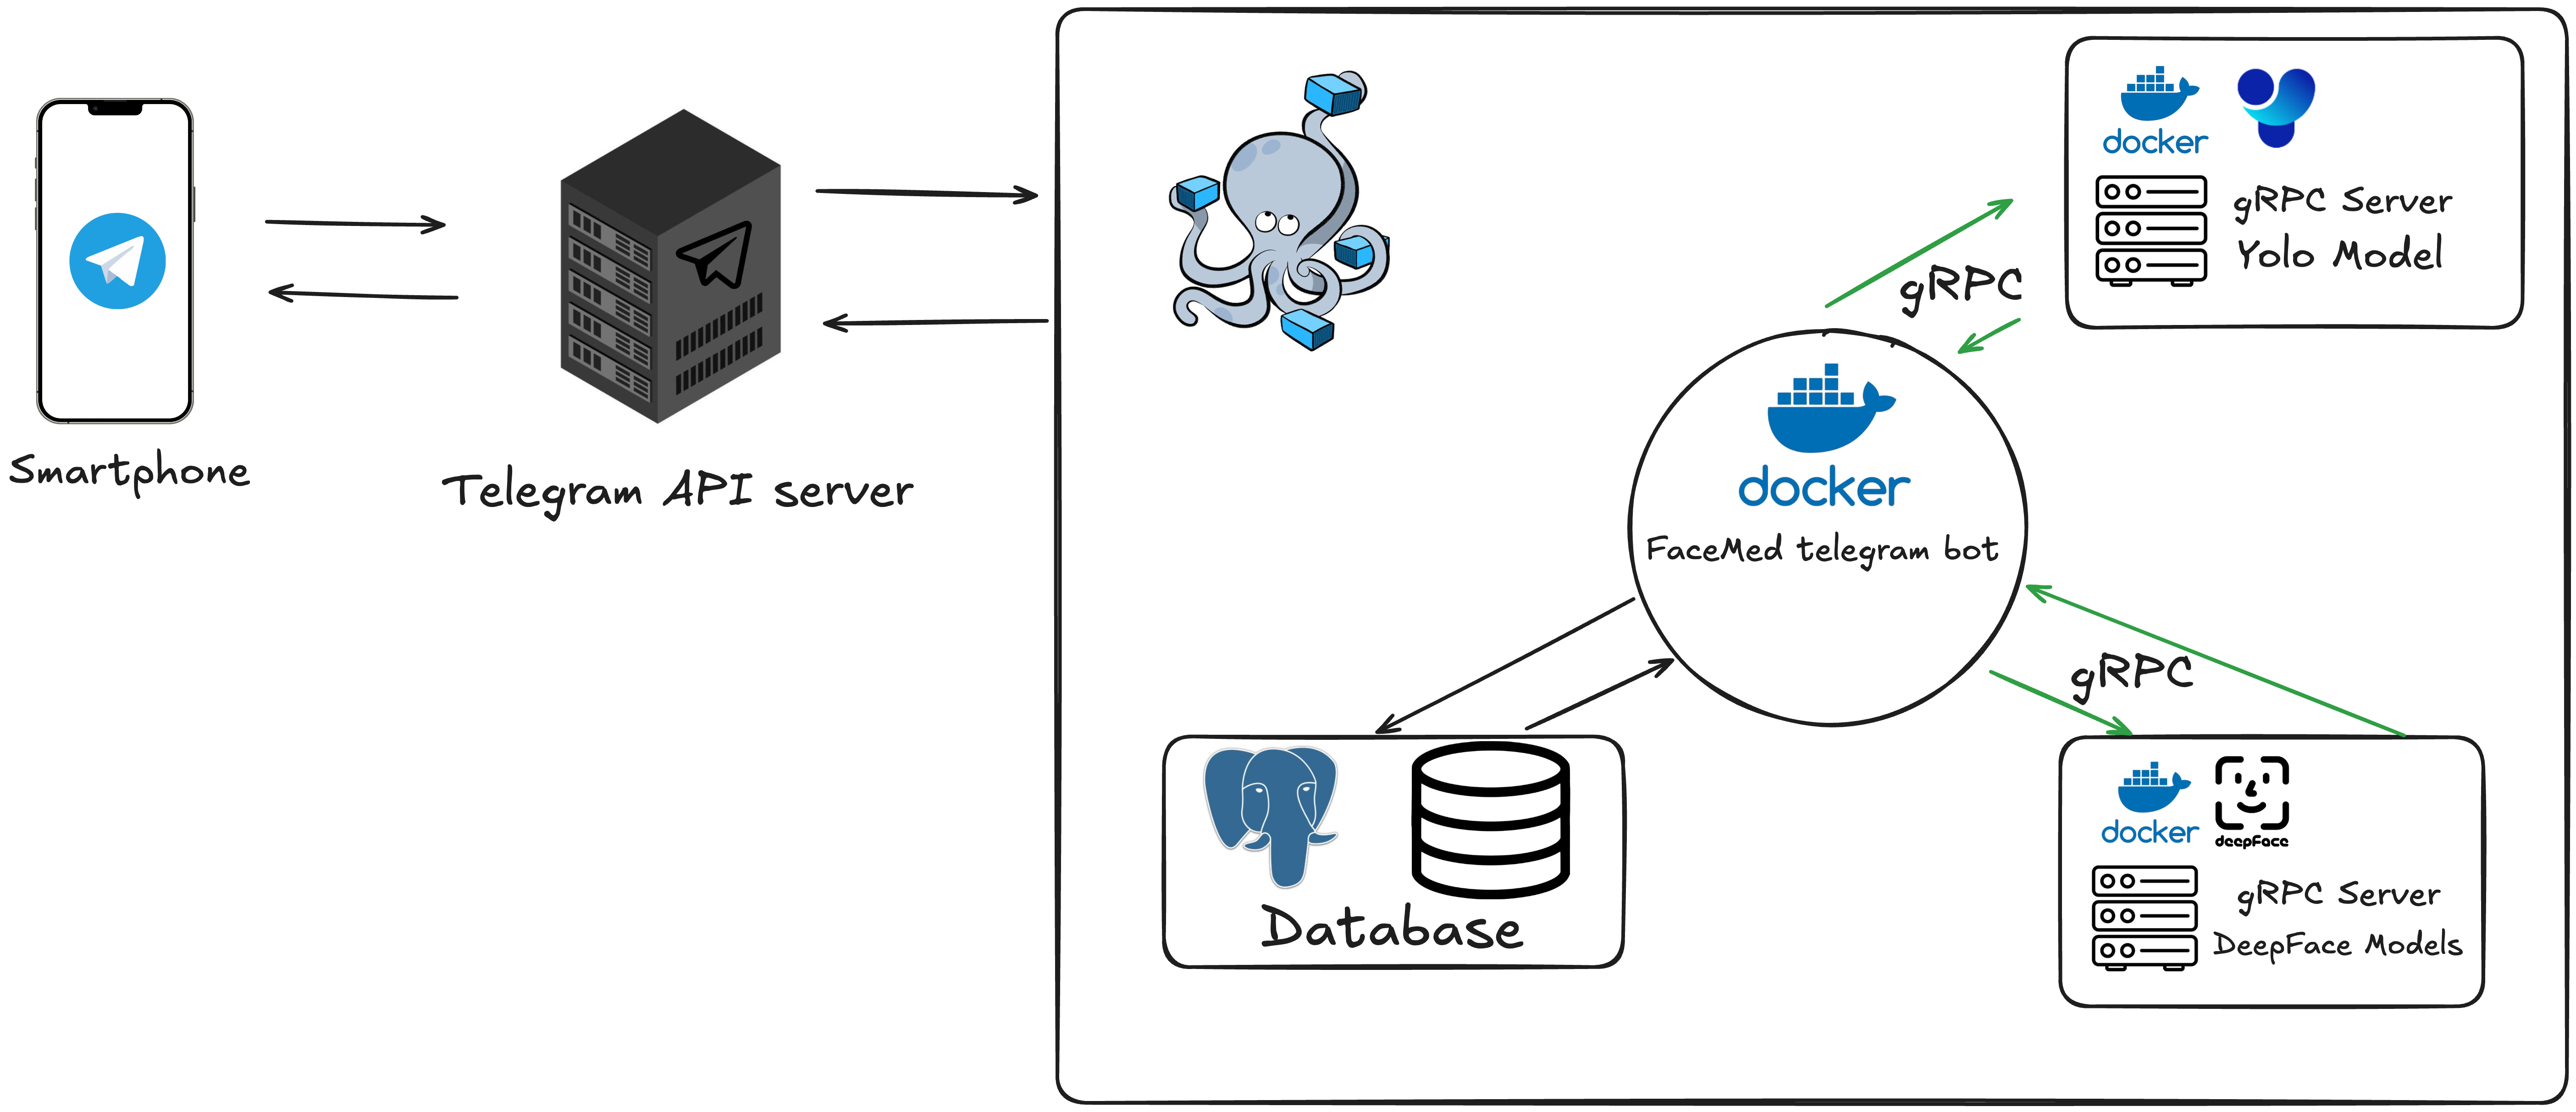 Smartphone
Telegram API server
docker
gRPC Server
Yolo Model
gRPC
docker
FaceMed telegram bot
gRPC
Database
docker
deepface
gRPC Server
DeepFace Models